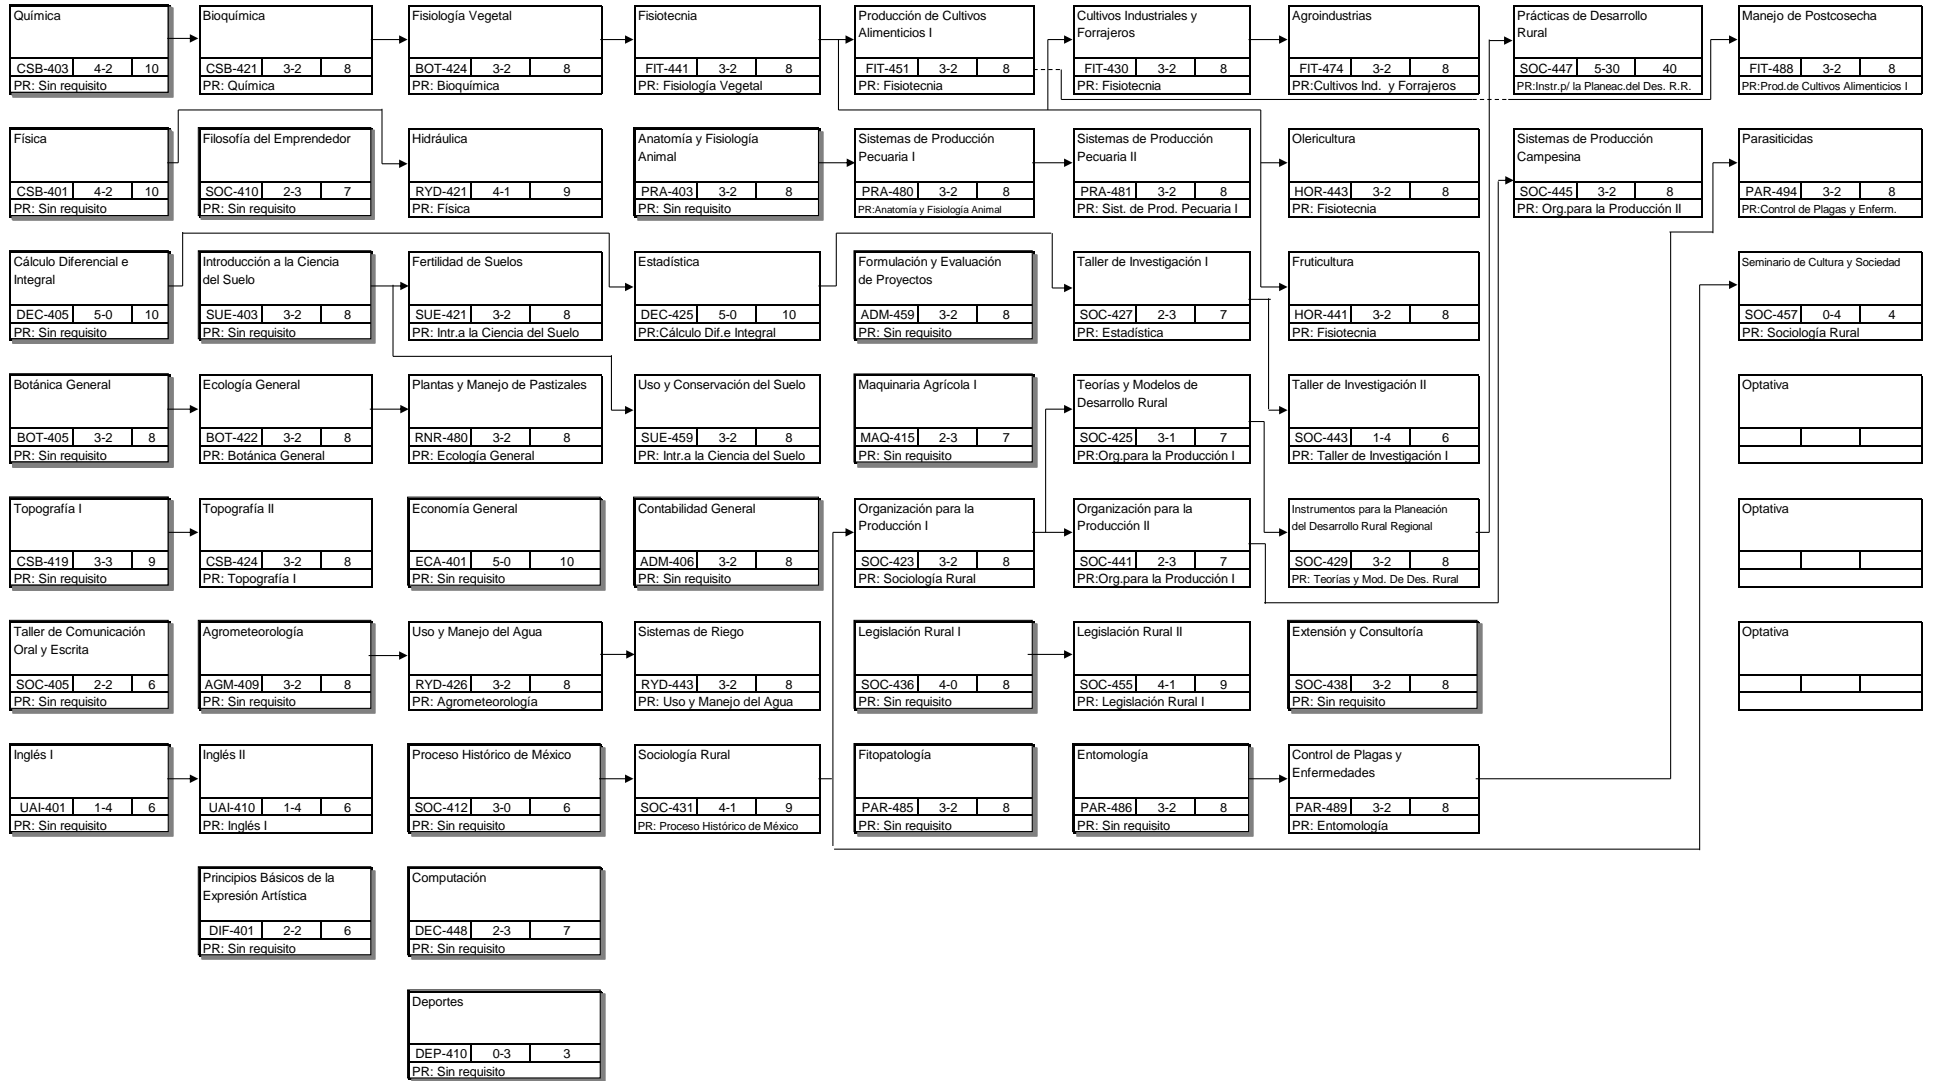 Química
CSB-403 4-2 10
PR: Sin requisito
Bioquímica
CSB-421 3-2 8
PR: Química
Fisiología Vegetal
BOT-424 3-2 8
PR: Bioquímica
Fisiotecnia
FIT-441 3-2 8
PR: Fisiología Vegetal
Producción de Cultivos
Alimenticios I
FIT-451 3-2 8
PR: Fisiotecnia
Cultivos Industriales y
Forrajeros
FIT-430 3-2 8
PR: Fisiotecnia
Agroindustrias
FIT-474 3-2 8
PR:Cultivos Ind. y Forrajeros
Prácticas de Desarrollo
Rural
SOC-447 5-30 40
PR:Instr.p/ la Planeac.del Des. R.R.
Manejo de Postcosecha
FIT-488 3-2 8
PR:Prod.de Cultivos Alimenticios I
Física
CSB-401 4-2 10
PR: Sin requisito
Filosofía del Emprendedor
SOC-410 2-3 7
PR: Sin requisito
Hidráulica
RYD-421 4-1 9
PR: Física
Anatomía y Fisiología
Animal
PRA-403 3-2 8
PR: Sin requisito
Sistemas de Producción
Pecuaria I
PRA-480 3-2 8
PR:Anatomía y Fisiología Animal
Sistemas de Producción
Pecuaria II
PRA-481 3-2 8
PR: Sist. de Prod. Pecuaria I
Olericultura
HOR-443 3-2 8
PR: Fisiotecnia
Sistemas de Producción
Campesina
SOC-445 3-2 8
PR: Org.para la Producción II
Parasiticidas
PAR-494 3-2 8
PR:Control de Plagas y Enferm.
Cálculo Diferencial e
Integral
DEC-405 5-0 10
PR: Sin requisito
Introducción a la Ciencia
del Suelo
SUE-403 3-2 8
PR: Sin requisito
Fertilidad de Suelos
SUE-421 3-2 8
PR: Intr.a la Ciencia del Suelo
Estadística
DEC-425 5-0 10
PR:Cálculo Dif.e Integral
Formulación y Evaluación
de Proyectos
ADM-459 3-2 8
PR: Sin requisito
Taller de Investigación I
SOC-427 2-3 7
PR: Estadística
Fruticultura
HOR-441 3-2 8
PR: Fisiotecnia
Seminario de Cultura y Sociedad
SOC-457 0-4 4
PR: Sociología Rural
Botánica General
BOT-405 3-2 8
PR: Sin requisito
Ecología General
BOT-422 3-2 8
PR: Botánica General
Plantas y Manejo de Pastizales
RNR-480 3-2 8
PR: Ecología General
Uso y Conservación del Suelo
SUE-459 3-2 8
PR: Intr.a la Ciencia del Suelo
Maquinaria Agrícola I
MAQ-415 2-3 7
PR: Sin requisito
Teorías y Modelos de
Desarrollo Rural
SOC-425 3-1 7
PR:Org.para la Producción I
Taller de Investigación II
SOC-443 1-4 6
PR: Taller de Investigación I
Optativa
Topografía I
CSB-419 3-3 9
PR: Sin requisito
Topografía II
CSB-424 3-2 8
PR: Topografía I
Economía General
ECA-401 5-0 10
PR: Sin requisito
Contabilidad General
ADM-406 3-2 8
PR: Sin requisito
Organización para la
Producción I
SOC-423 3-2 8
PR: Sociología Rural
Organización para la
Producción II
SOC-441 2-3 7
PR:Org.para la Producción I
Instrumentos para la Planeación
del Desarrollo Rural Regional
SOC-429 3-2 8
PR: Teorías y Mod. De Des. Rural
Optativa
Taller de Comunicación
Oral y Escrita
SOC-405 2-2 6
PR: Sin requisito
Agrometeorología
AGM-409 3-2 8
PR: Sin requisito
Uso y Manejo del Agua
RYD-426 3-2 8
PR: Agrometeorología
Sistemas de Riego
RYD-443 3-2 8
PR: Uso y Manejo del Agua
Legislación Rural I
SOC-436 4-0 8
PR: Sin requisito
Legislación Rural II
SOC-455 4-1 9
PR: Legislación Rural I
Extensión y Consultoría
SOC-438 3-2 8
PR: Sin requisito
Optativa
Inglés I
UAI-401 1-4 6
PR: Sin requisito
Inglés II
UAI-410 1-4 6
PR: Inglés I
Proceso Histórico de México
SOC-412 3-0 6
PR: Sin requisito
Sociología Rural
SOC-431 4-1 9
PR: Proceso Histórico de México
Fitopatología
PAR-485 3-2 8
PR: Sin requisito
Entomología
PAR-486 3-2 8
PR: Sin requisito
Control de Plagas y
Enfermedades
PAR-489 3-2 8
PR: Entomología
Principios Básicos de la
Expresión Artística
DIF-401 2-2 6
PR: Sin requisito
Computación
DEC-448 2-3 7
PR: Sin requisito
Deportes
DEP-410 0-3 3
PR: Sin requisito